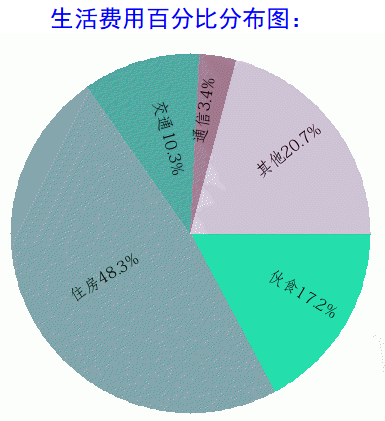 生活费用百分比分布图：
通信3.4%
交通10.3%
其他20.7%
住房48.3%
伙食17.2%